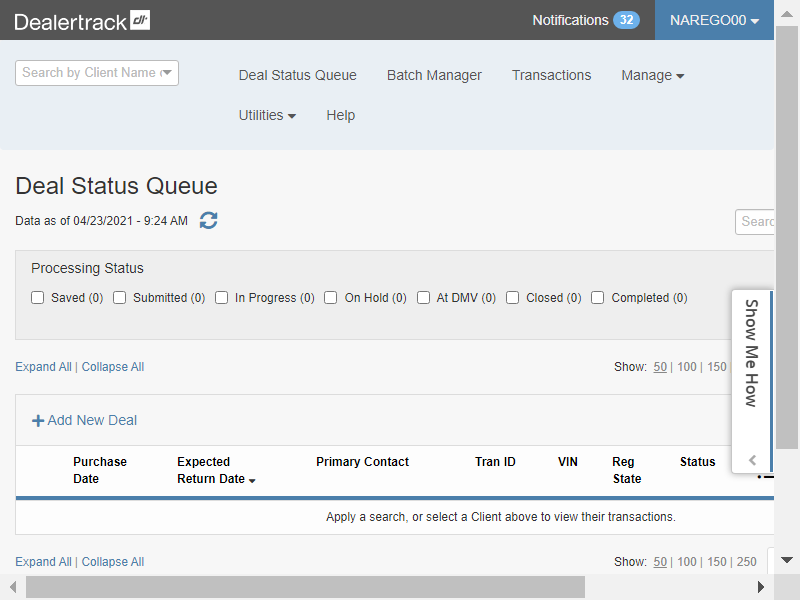 Dealertrack dt
Notifications 32
NAREGO00
Search by Client Name
Deal Status Queue Batch Manager Transactions Manage
Utilities Help
Deal Status Queue
Data as of 04/23/2021 - 9:24 AM
Processing Status
Saved (0) Submitted (0) In Progress (0) On Hold (0) At DMV (0) Closed (0) Completed (0)
Show Me How
Expand All | Collapse All
Show: 50 | 100 | 150
Add New Deal
Purchase Date
Expected Return Date
Primary Contact
Tran ID
VIN
Reg State
Status
Apply a search, or select a Client above to view their transactions.
Expand All | Collapse All
Show: 50 | 100 | 150 | 250